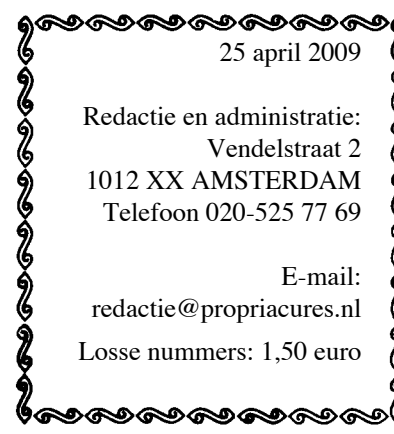 25 april 2009
Redactie en administratie:
Vendelstraat 2
1012 XX AMSTERDAM
Telefoon 020-525 77 69
E-mail:
redactie@propriacures.nl
Losse nummers: 1,50 euro